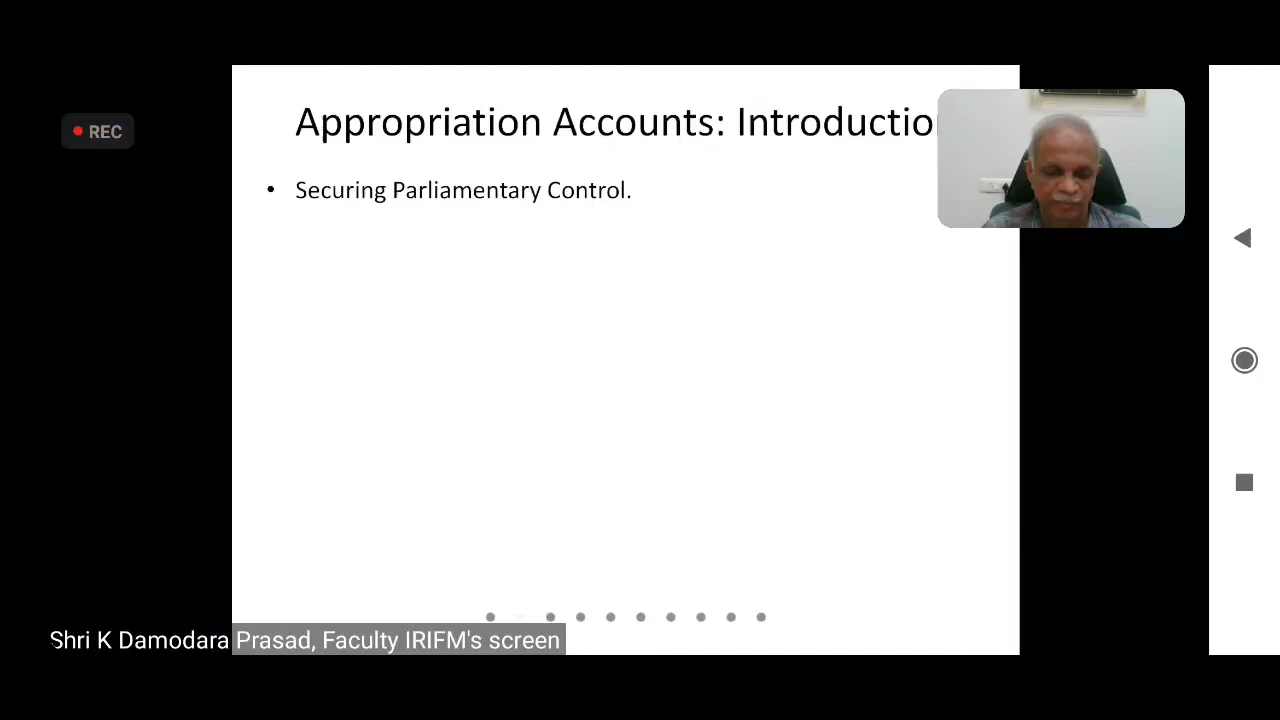 Appropriation Accounts: Introductio
REC
• Securing Parliamentary Control.
Shri K Damodara Prasad, Faculty IRIFM's screen